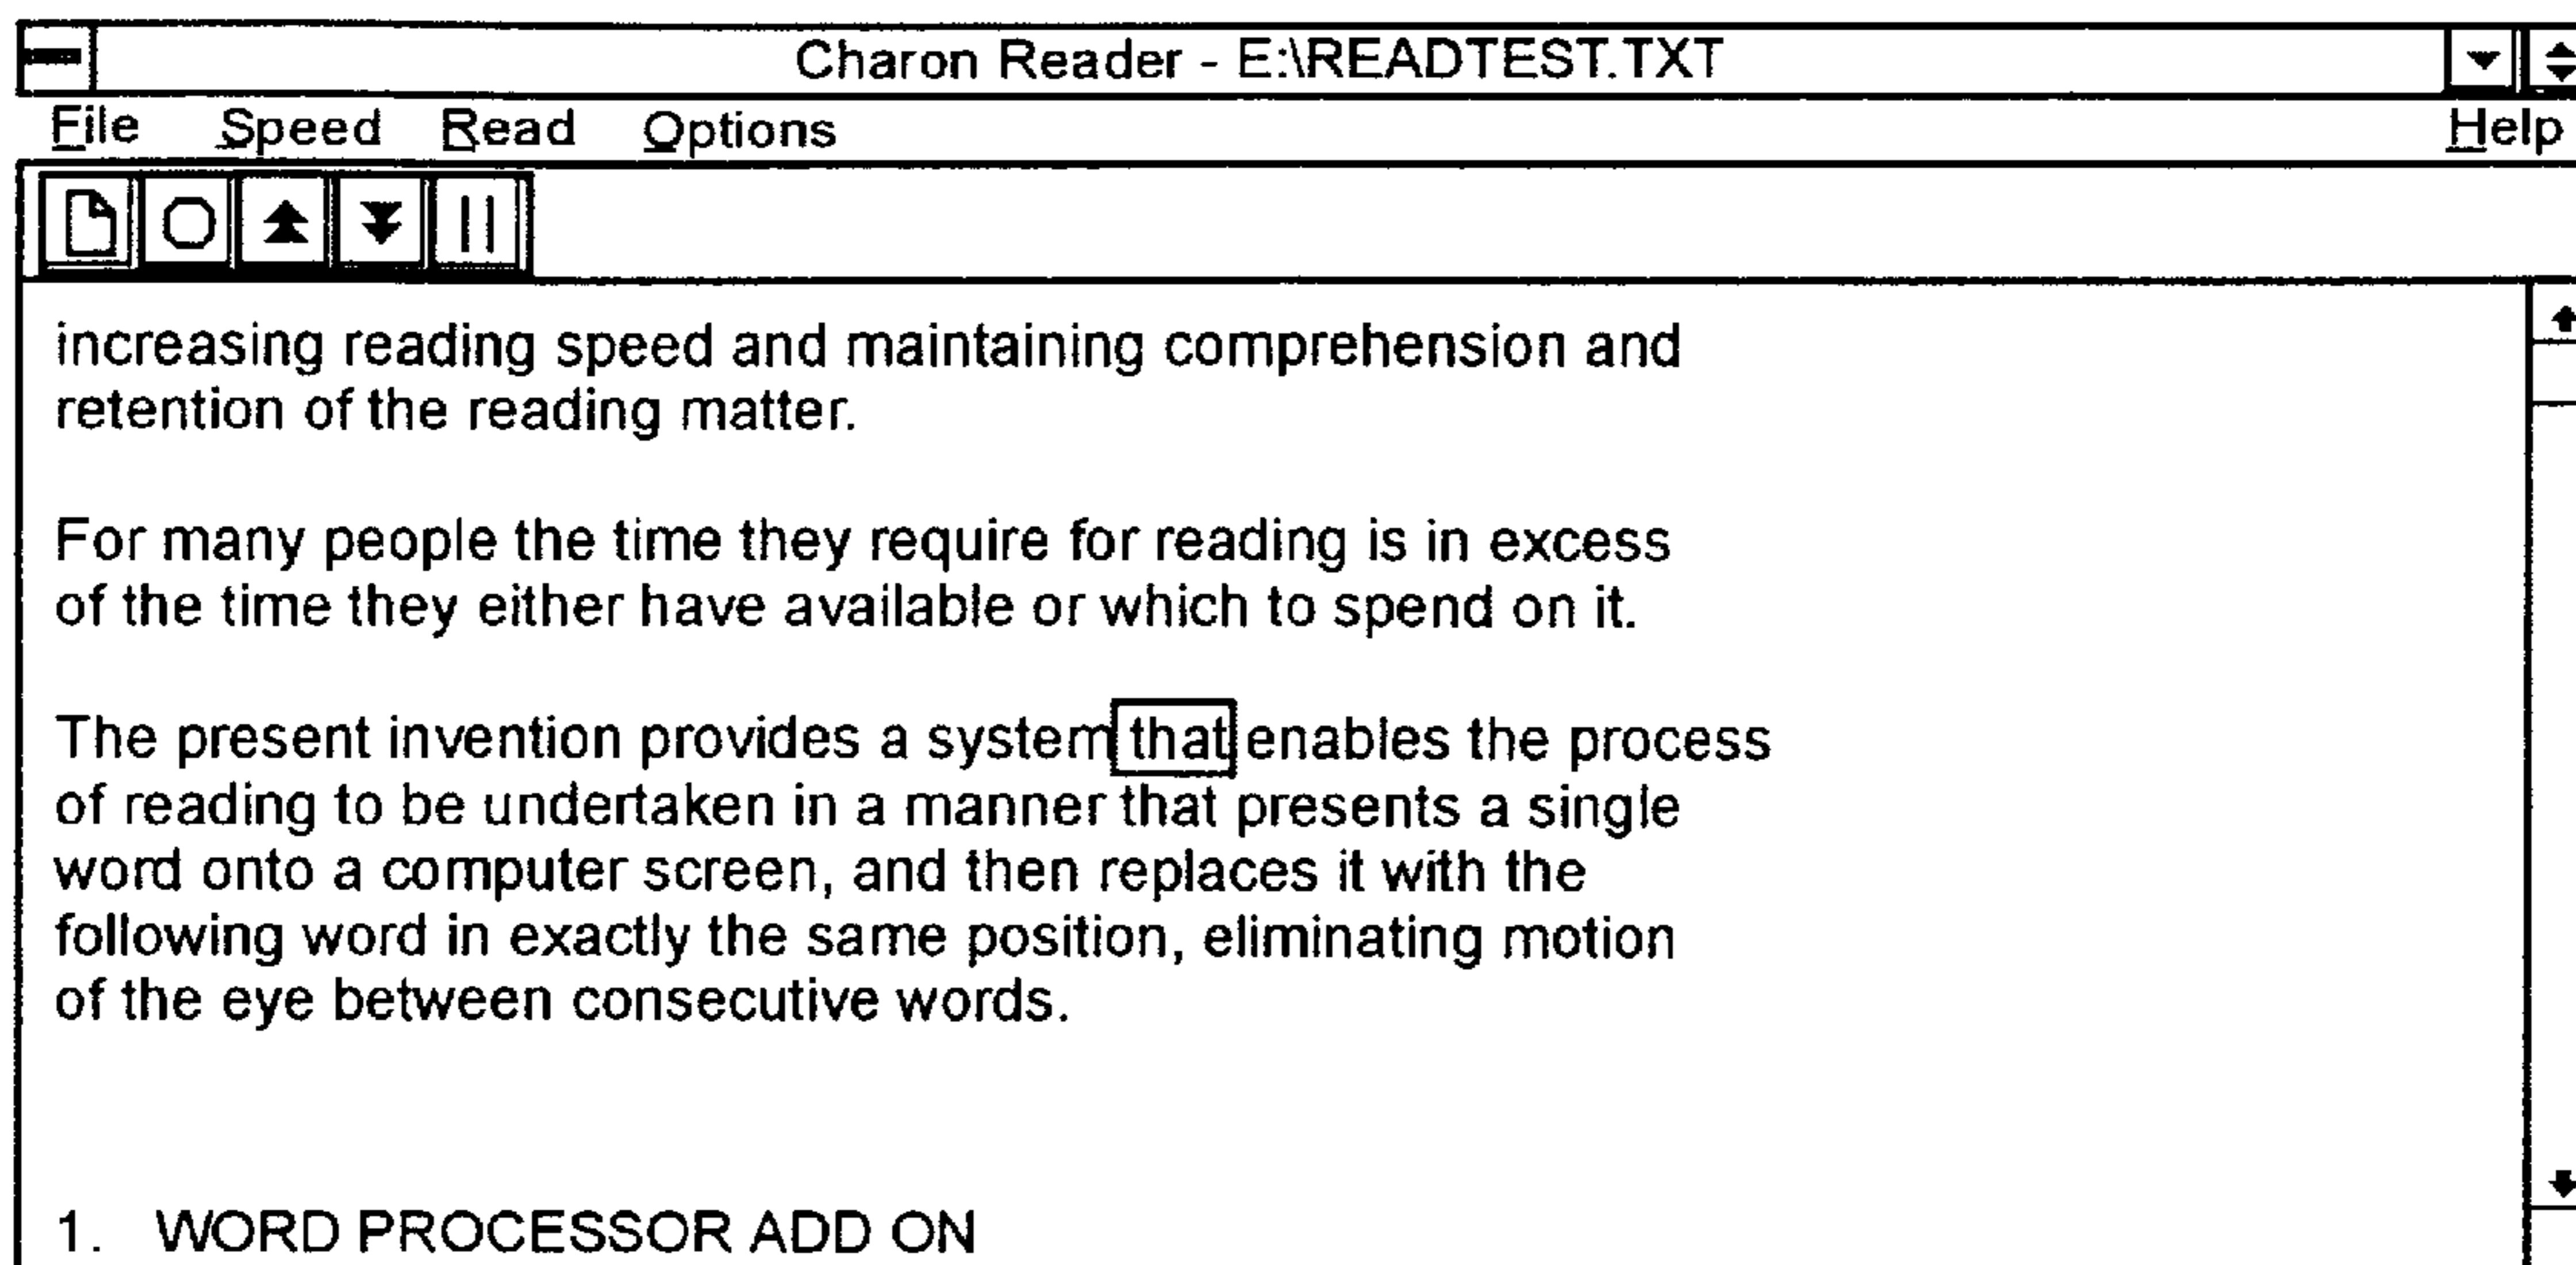 Charon Reader - E:\READTEST.TXT
File Speed Read Options Help
increasing reading speed and maintaining comprehension and
retention of the reading matter.
For many people the time they require for reading is in excess
of the time they either have available or which to spend on it.
The present invention provides a system that enables the process
of reading to be undertaken in a manner that presents a single
word onto a computer screen, and then replaces it with the
following word in exactly the same position, eliminating motion
of the eye between consecutive words.
1. WORD PROCESSOR ADD ON